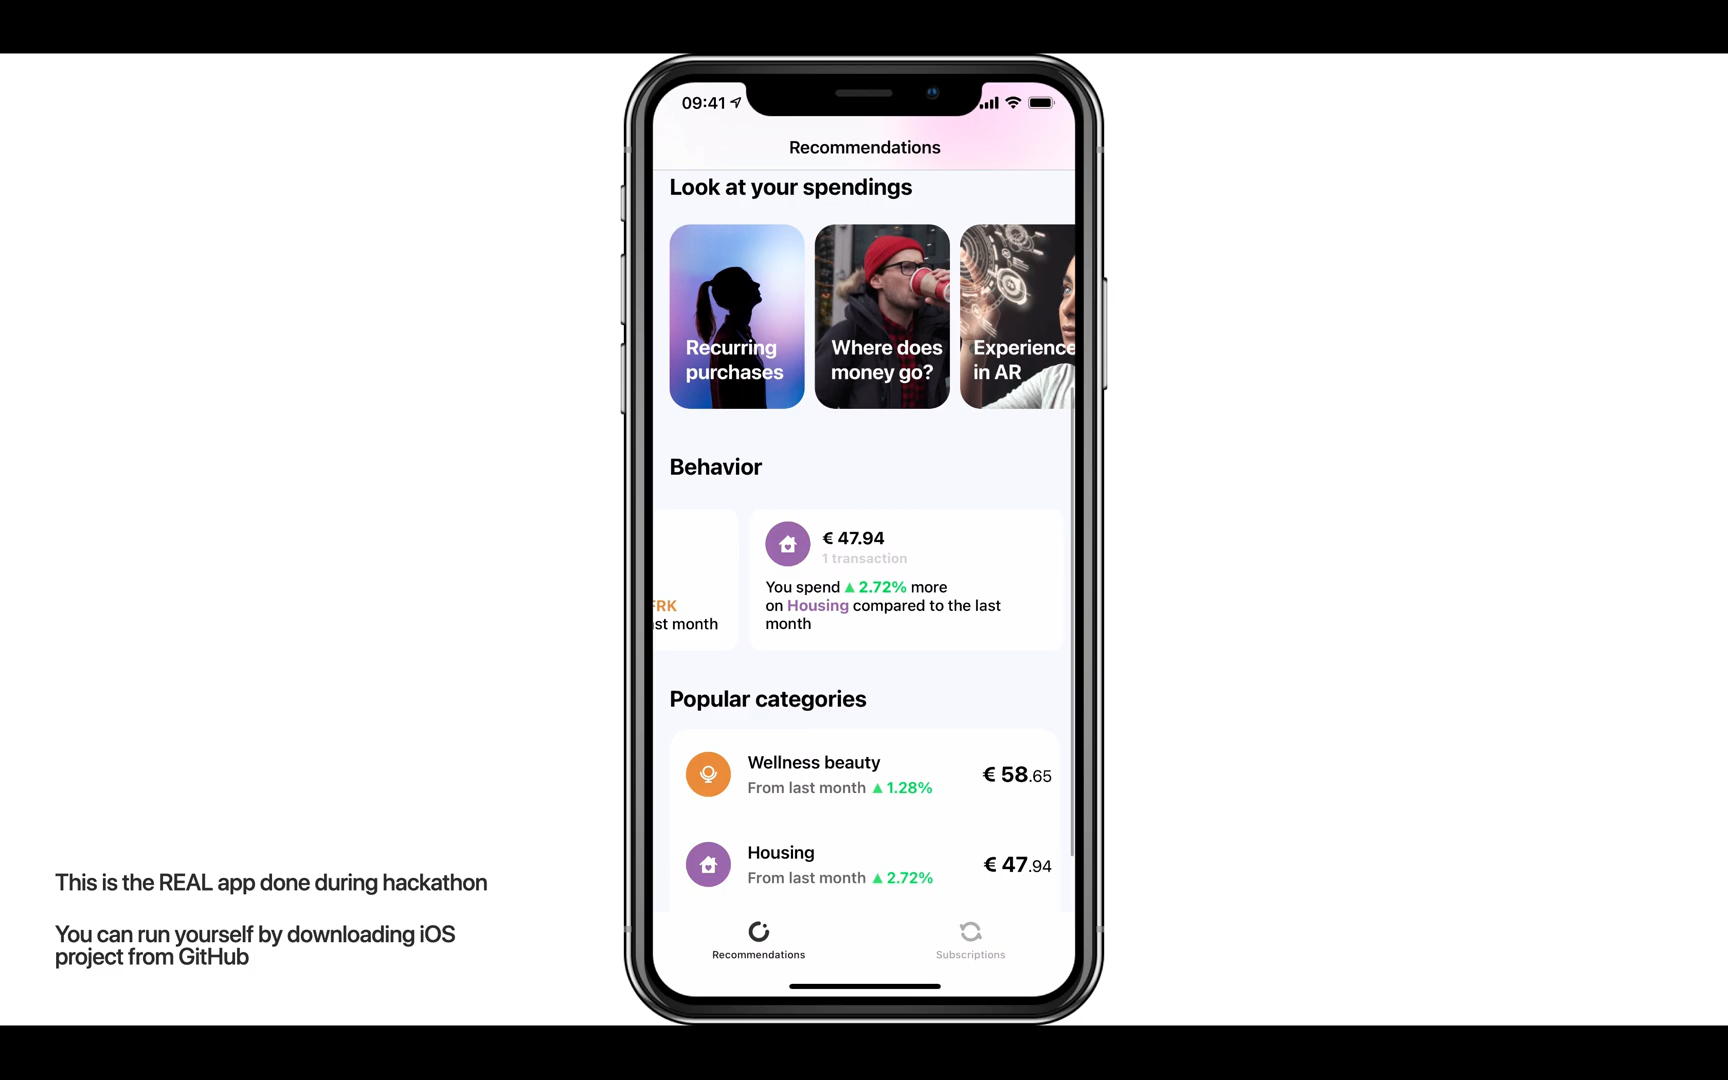 09:41
Recommendations
Look at your spendings
Recurring
purchases
Where does
money go?
Experience
in AR
Behavior
FRK
st month
€ 47.94
1 transaction
You spend ▲ 2.72% more
on Housing compared to the last
month
Popular categories
Wellness beauty
From last month ▲ 1.28%
€ 58.65
Housing
From last month ▲ 2.72%
€ 47.94
Recommendations
Subscriptions
This is the REAL app done during hackathon
You can run yourself by downloading iOS
project from GitHub